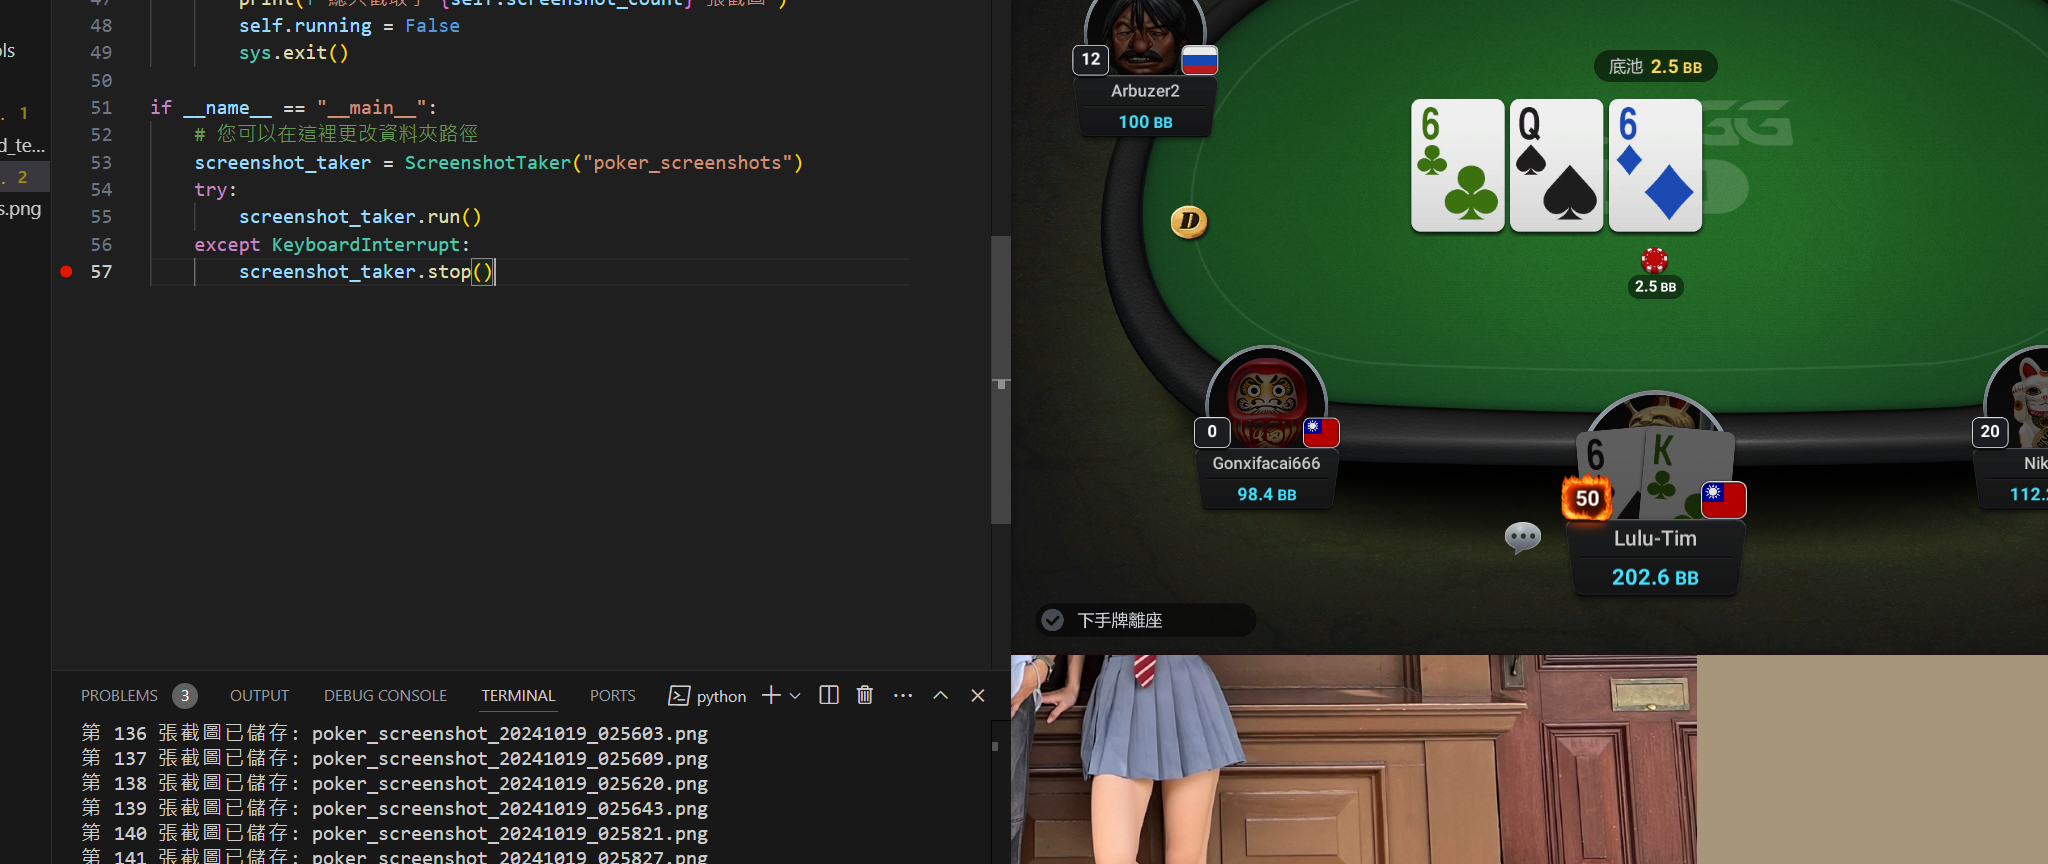 ols
1
d_te...
2
s.png
47 print(f"總共截取了 {self.screenshot_count} 張截圖")
48 self.running = False
49 sys.exit()
50
51 if __name__ == "__main__":
52 # 您可以在這裡更改資料夾路徑
53 screenshot_taker = ScreenshotTaker("poker_screenshots")
54 try:
55 screenshot_taker.run()
56 except KeyboardInterrupt:
57 screenshot_taker.stop()
PROBLEMS 3 OUTPUT DEBUG CONSOLE TERMINAL PORTS python
第 136 張截圖已儲存: poker_screenshot_20241019_025603.png
第 137 張截圖已儲存: poker_screenshot_20241019_025609.png
第 138 張截圖已儲存: poker_screenshot_20241019_025620.png
第 139 張截圖已儲存: poker_screenshot_20241019_025643.png
第 140 張截圖已儲存: poker_screenshot_20241019_025821.png
第 141 張截圖已儲存: poker_screenshot_20241019_025827.png
12
Arbuzer2
100 BB
底池 2.5 BB
6 Q 6
GG
D
2.5 BB
0
Gonxifacai666
98.4 BB
6 K
50
Lulu-Tim
202.6 BB
20
Nik
112.
下手牌離座